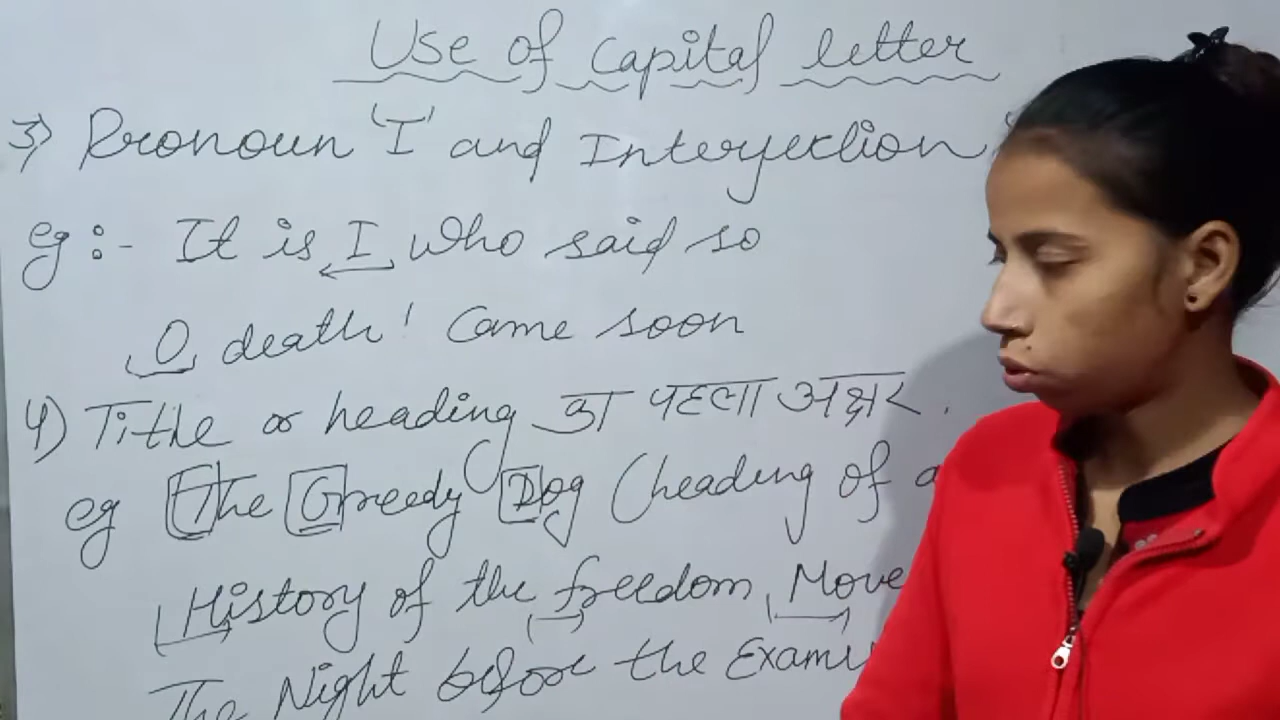 Use of Capital letter
3) Pronoun 'I' and Interjection
eg :- It is I who said so
O death! Came soon
4) Title or heading का पहला अक्षर.
eg The Greedy Dog (heading of a
History of the freedom Move
The Night before the Exami